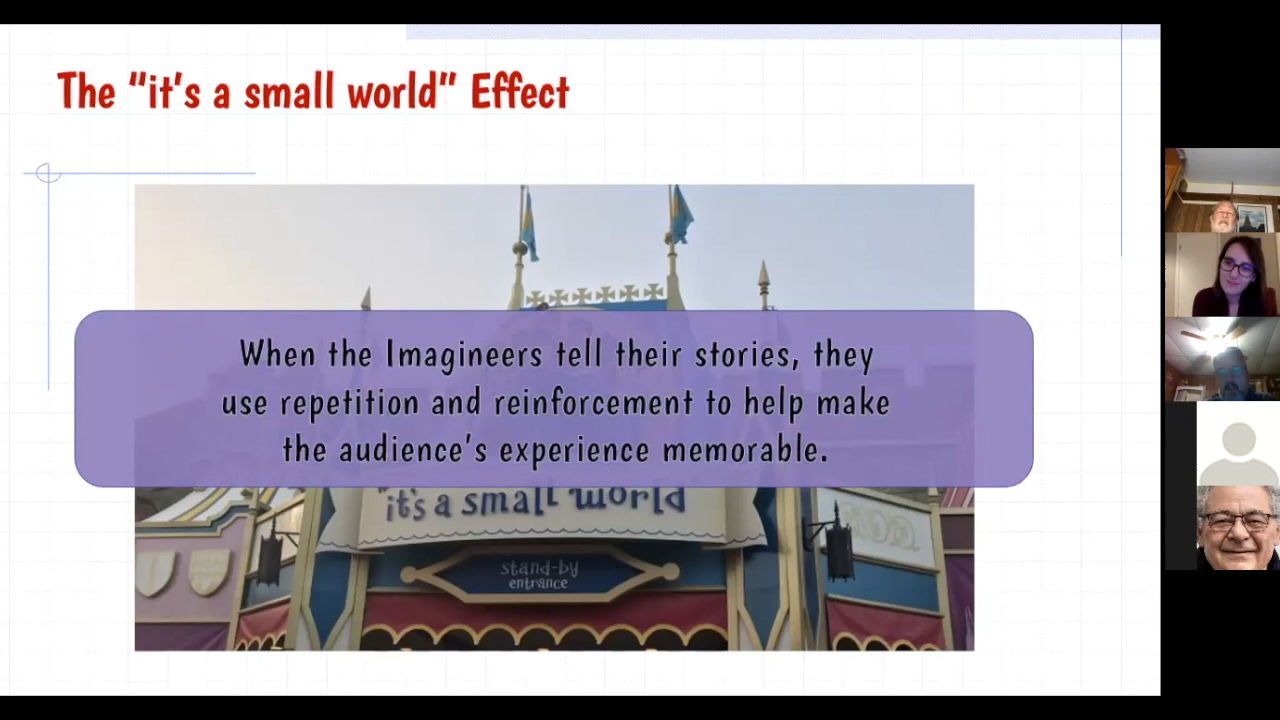 The “it’s a small world” Effect
When the Imagineers tell their stories, they
use repetition and reinforcement to help make
the audience’s experience memorable.
"it's a small world
stand-by
entrance